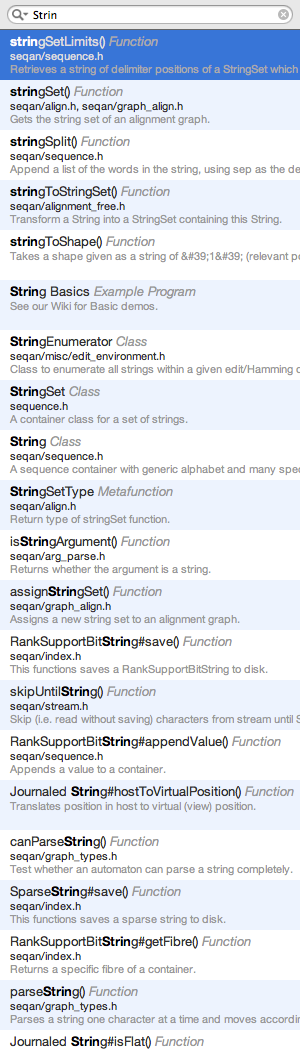 Strin
stringSetLimits() Function
seqan/sequence.h
Retrieves a string of delimiter positions of a StringSet which
stringSet() Function
seqan/align.h, seqan/graph_align.h
Gets the string set of an alignment graph.
stringSplit() Function
seqan/sequence.h
Append a list of the words in the string, using sep as the de
stringToStringSet() Function
seqan/alignment_free.h
Transform a String into a StringSet containing this String.
stringToShape() Function
Takes a shape given as a string of &#39;1&#39; (relevant po
String Basics Example Program
See our Wiki for Basic demos.
StringEnumerator Class
seqan/misc/edit_environment.h
Class to enumerate all strings within a given edit/Hamming d
StringSet Class
sequence.h
A container class for a set of strings.
String Class
seqan/sequence.h
A sequence container with generic alphabet and many spec
StringSetType Metafunction
seqan/align.h
Return type of stringSet function.
isStringArgument() Function
seqan/arg_parse.h
Returns whether the argument is a string.
assignStringSet() Function
seqan/graph_align.h
Assigns a new string set to an alignment graph.
RankSupportBitString#save() Function
seqan/index.h
This functions saves a RankSupportBitString to disk.
skipUntilString() Function
seqan/stream.h
Skip (i.e. read without saving) characters from stream until S
RankSupportBitString#appendValue() Function
seqan/sequence.h
Appends a value to a container.
Journaled String#hostToVirtualPosition() Function
Translates position in host to virtual (view) position.
canParseString() Function
seqan/graph_types.h
Test whether an automaton can parse a string completely.
SparseString#save() Function
seqan/index.h
This functions saves a sparse string to disk.
RankSupportBitString#getFibre() Function
seqan/index.h
Returns a specific fibre of a container.
parseString() Function
seqan/graph_types.h
Parses a string one character at a time and moves accordin
Journaled String#isFlat() Function